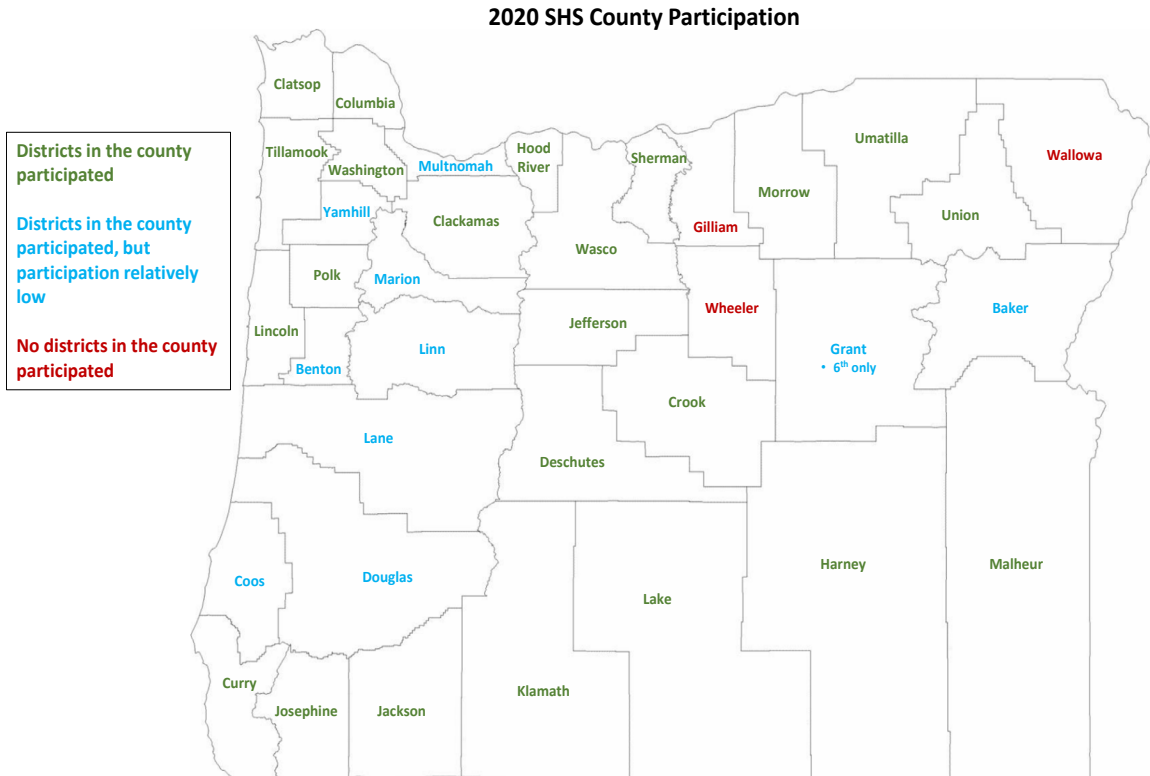 2020 SHS County Participation
Districts in the county
participated
Districts in the county
participated, but
participation relatively
low
No districts in the county
participated
Clatsop
Columbia
Tillamook
Washington
Multnomah
Hood
River
Sherman
Umatilla
Wallowa
Yamhill
Clackamas
Gilliam
Morrow
Union
Wasco
Polk
Marion
Wheeler
Baker
Lincoln
Jefferson
Linn
Grant
• 6th only
Benton
Crook
Lane
Deschutes
Coos
Douglas
Lake
Harney
Malheur
Curry
Josephine
Jackson
Klamath